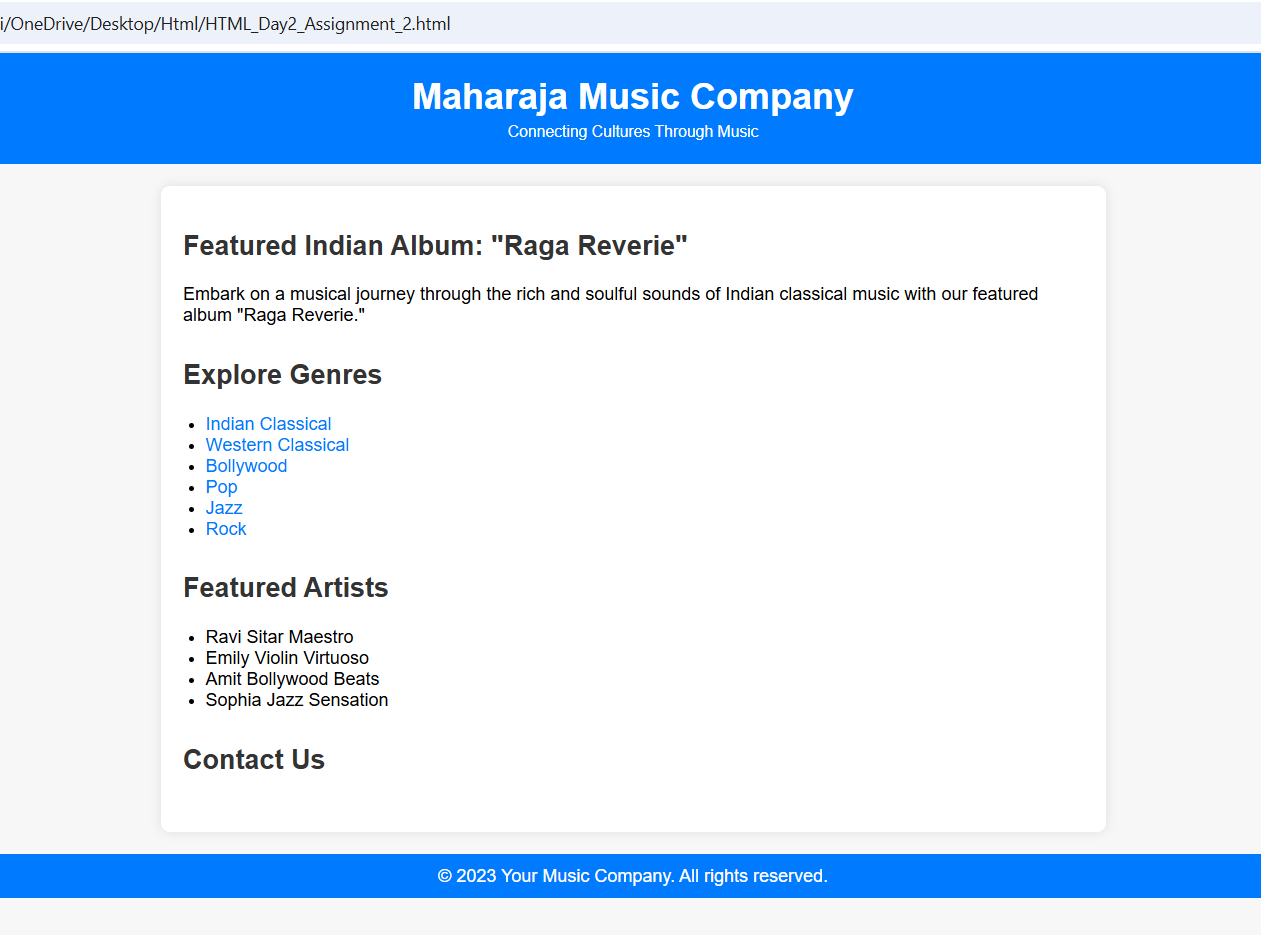 i/OneDrive/Desktop/Html/HTML_Day2_Assignment_2.html
Maharaja Music Company
Connecting Cultures Through Music
Featured Indian Album: "Raga Reverie"
Embark on a musical journey through the rich and soulful sounds of Indian classical music with our featured
album "Raga Reverie."
Explore Genres
Indian Classical
Western Classical
Bollywood
Pop
Jazz
Rock
Featured Artists
Ravi Sitar Maestro
Emily Violin Virtuoso
Amit Bollywood Beats
Sophia Jazz Sensation
Contact Us
© 2023 Your Music Company. All rights reserved.